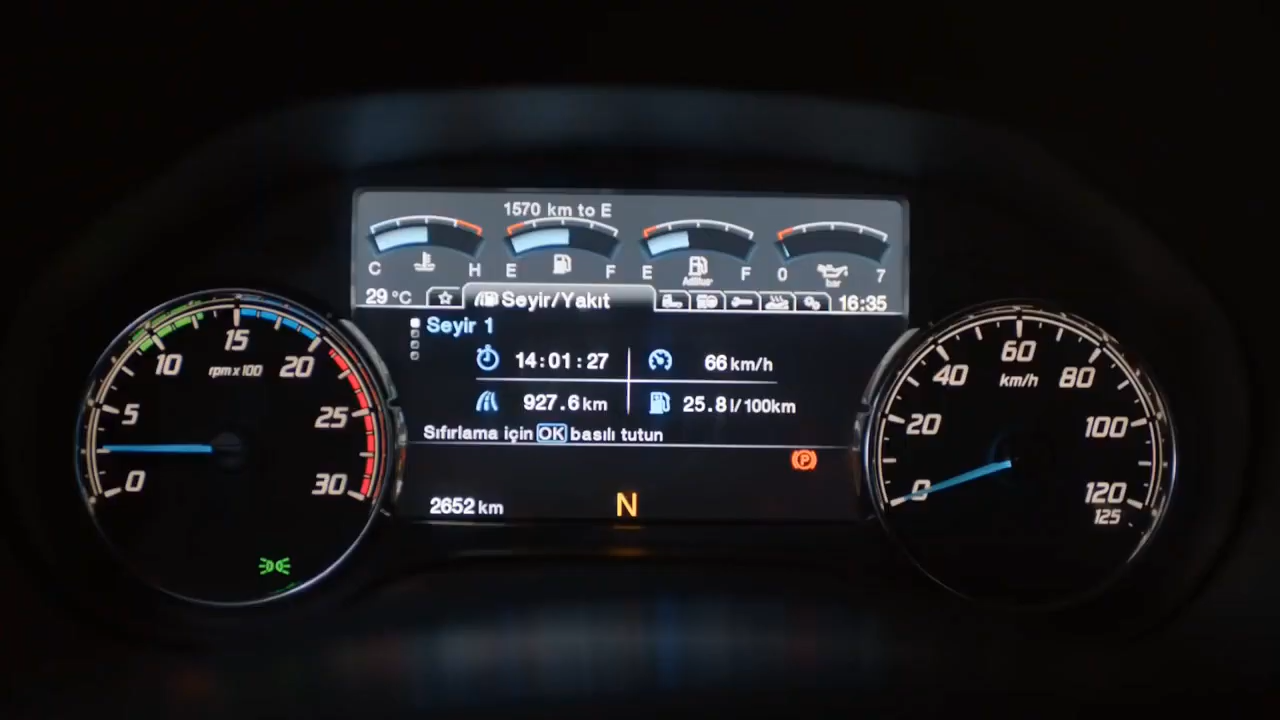 1570 km to E
C H E F E F 0 7
AdBlue
bar
29 °C Seyir/Yakıt 16:35
Seyir 1
14:01:27 66 km/h
927.6 km 25.8 l/100km
Sıfırlama için OK basılı tutun
P
2652 km N
0 5 10 15 20 25 30
rpm x 100
0 20 40 60 80 100 120
125
km/h